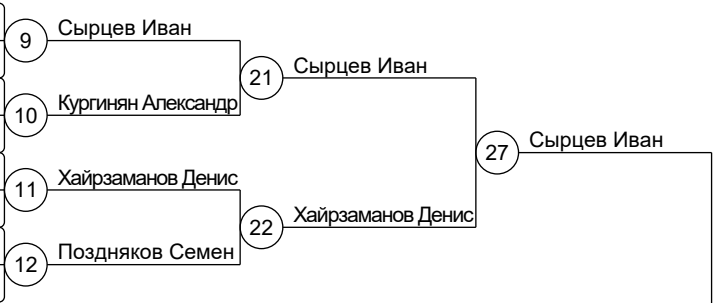 9 Сырцев Иван
21 Сырцев Иван
10 Кургинян Александр
27 Сырцев Иван
11 Хайрзаманов Денис
22 Хайрзаманов Денис
12 Поздняков Семен